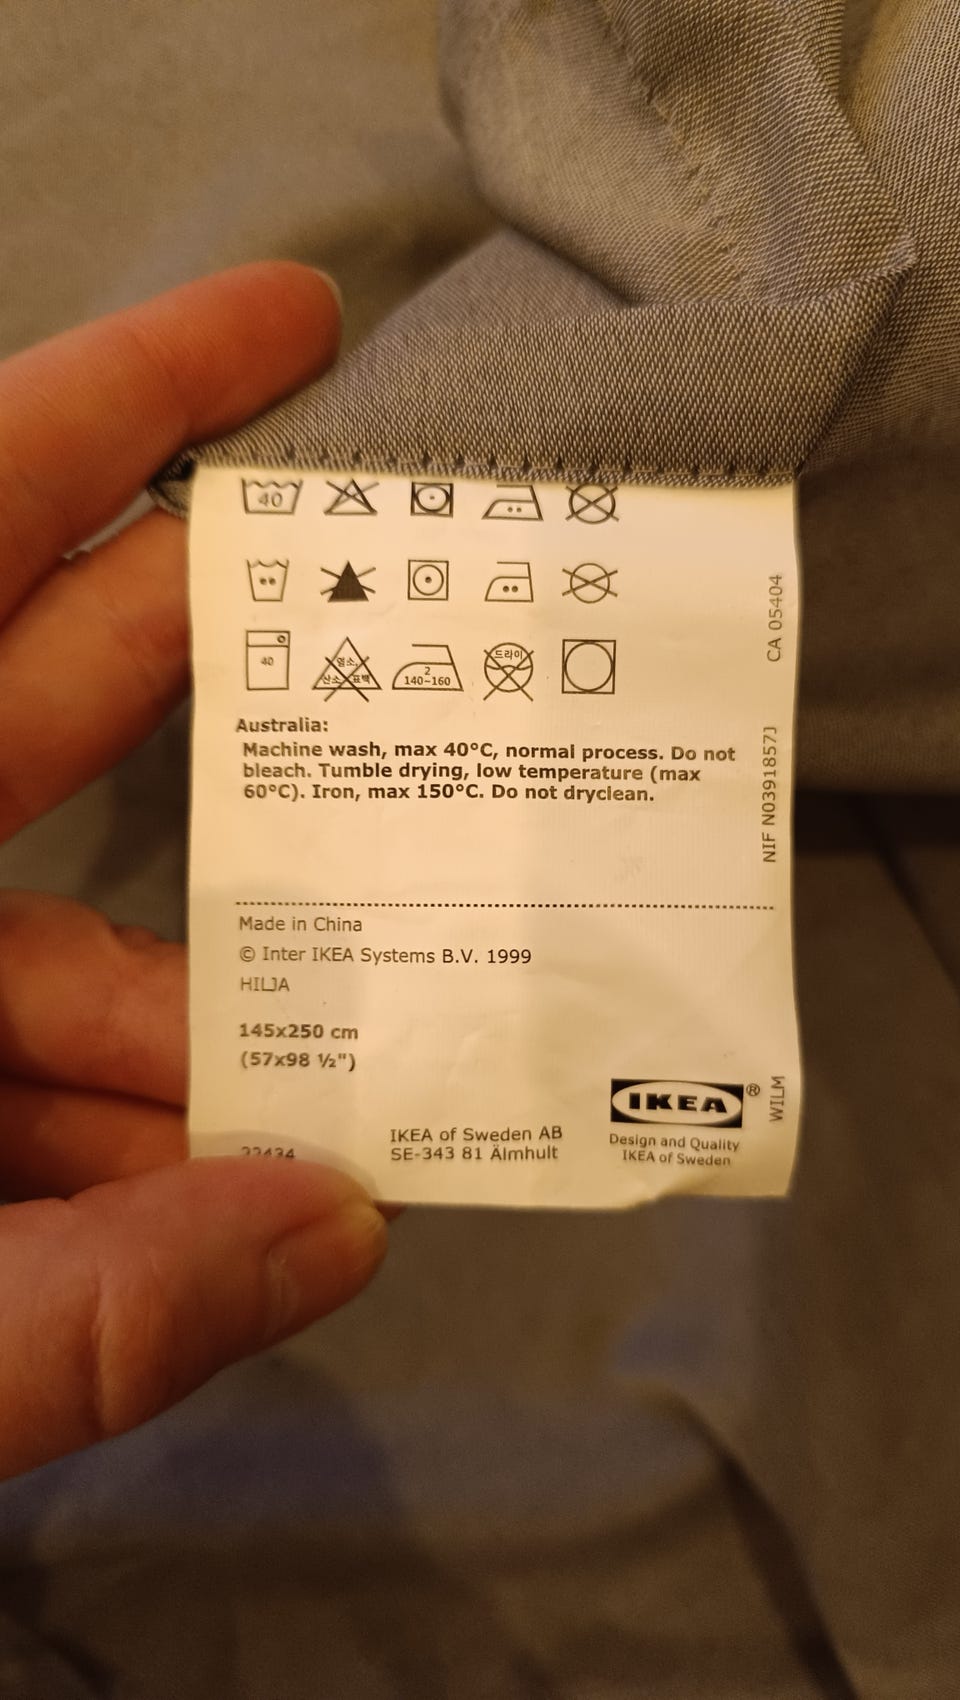 40
40
염소,
산소 표백
2
140~160
드라이
Australia:
Machine wash, max 40°C, normal process. Do not
bleach. Tumble drying, low temperature (max
60°C). Iron, max 150°C. Do not dryclean.
CA 05404
NIF N0391857J
Made in China
© Inter IKEA Systems B.V. 1999
HILJA
145x250 cm
(57x98 ½")
IKEA®
Design and Quality
IKEA of Sweden
WILM
IKEA of Sweden AB
SE-343 81 Älmhult